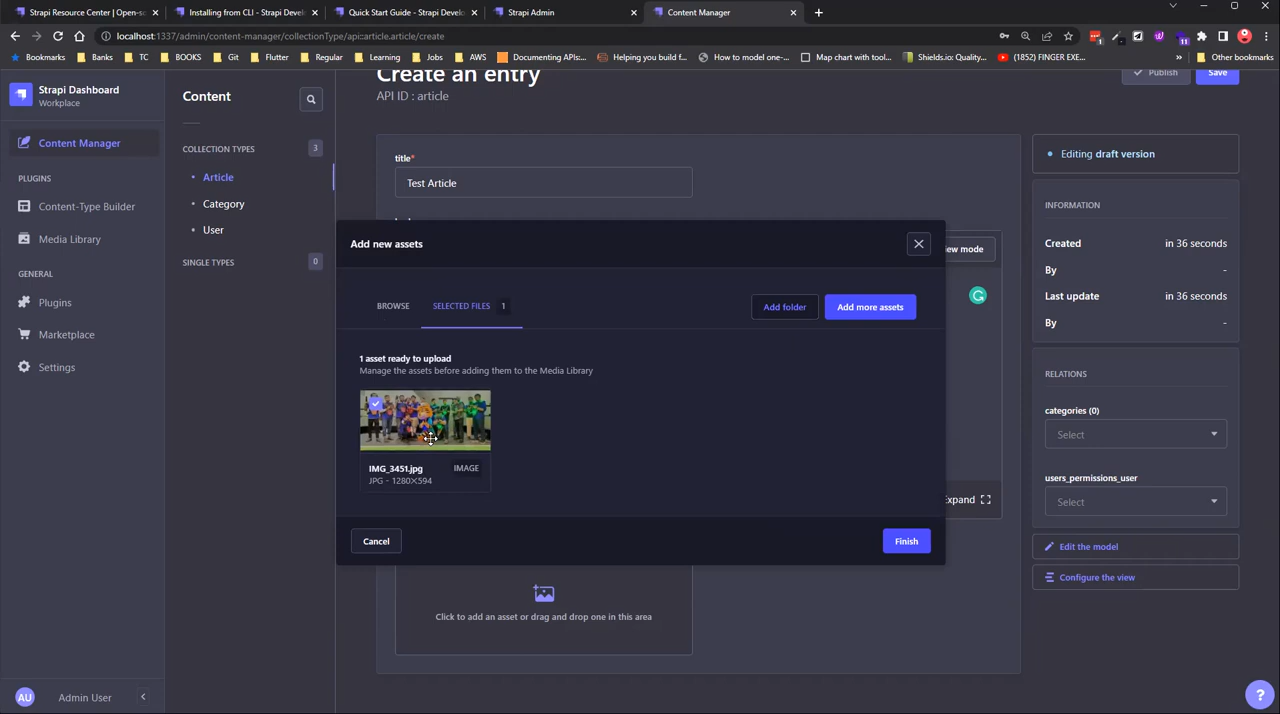 Strapi Resource Center | Open-so
Installing from CLI - Strapi Devel
Quick Start Guide - Strapi Develo
Strapi Admin
Content Manager
localhost:1337/admin/content-manager/collectionType/api::article.article/create
Bookmarks
Banks
TC
BOOKS
Git
Flutter
Regular
Learning
Jobs
AWS
Documenting APIs:...
Helping you build f...
How to model one-...
Map chart tool with...
Shields.io: Quality...
(1852) FINGER EXE...
Other bookmarks
Strapi Dashboard
Workplace
Content Manager
PLUGINS
Content-Type Builder
Media Library
GENERAL
Plugins
Marketplace
Settings
AU
Admin User
Content
COLLECTION TYPES
3
Article
Category
User
SINGLE TYPES
0
Create an entry
API ID : article
Publish
Save
title*
Test Article
iew mode
Expand
Add new assets
BROWSE
SELECTED FILES 1
Add folder
Add more assets
1 asset ready to upload
Manage the assets before adding them to the Media Library
IMG_3451.jpg
IMAGE
JPG - 1280✕594
Cancel
Finish
Click to add an asset or drag and drop one in this area
Editing draft version
INFORMATION
Created in 36 seconds
By -
Last update in 36 seconds
By -
RELATIONS
categories (0)
Select
users_permissions_user
Select
Edit the model
Configure the view
?